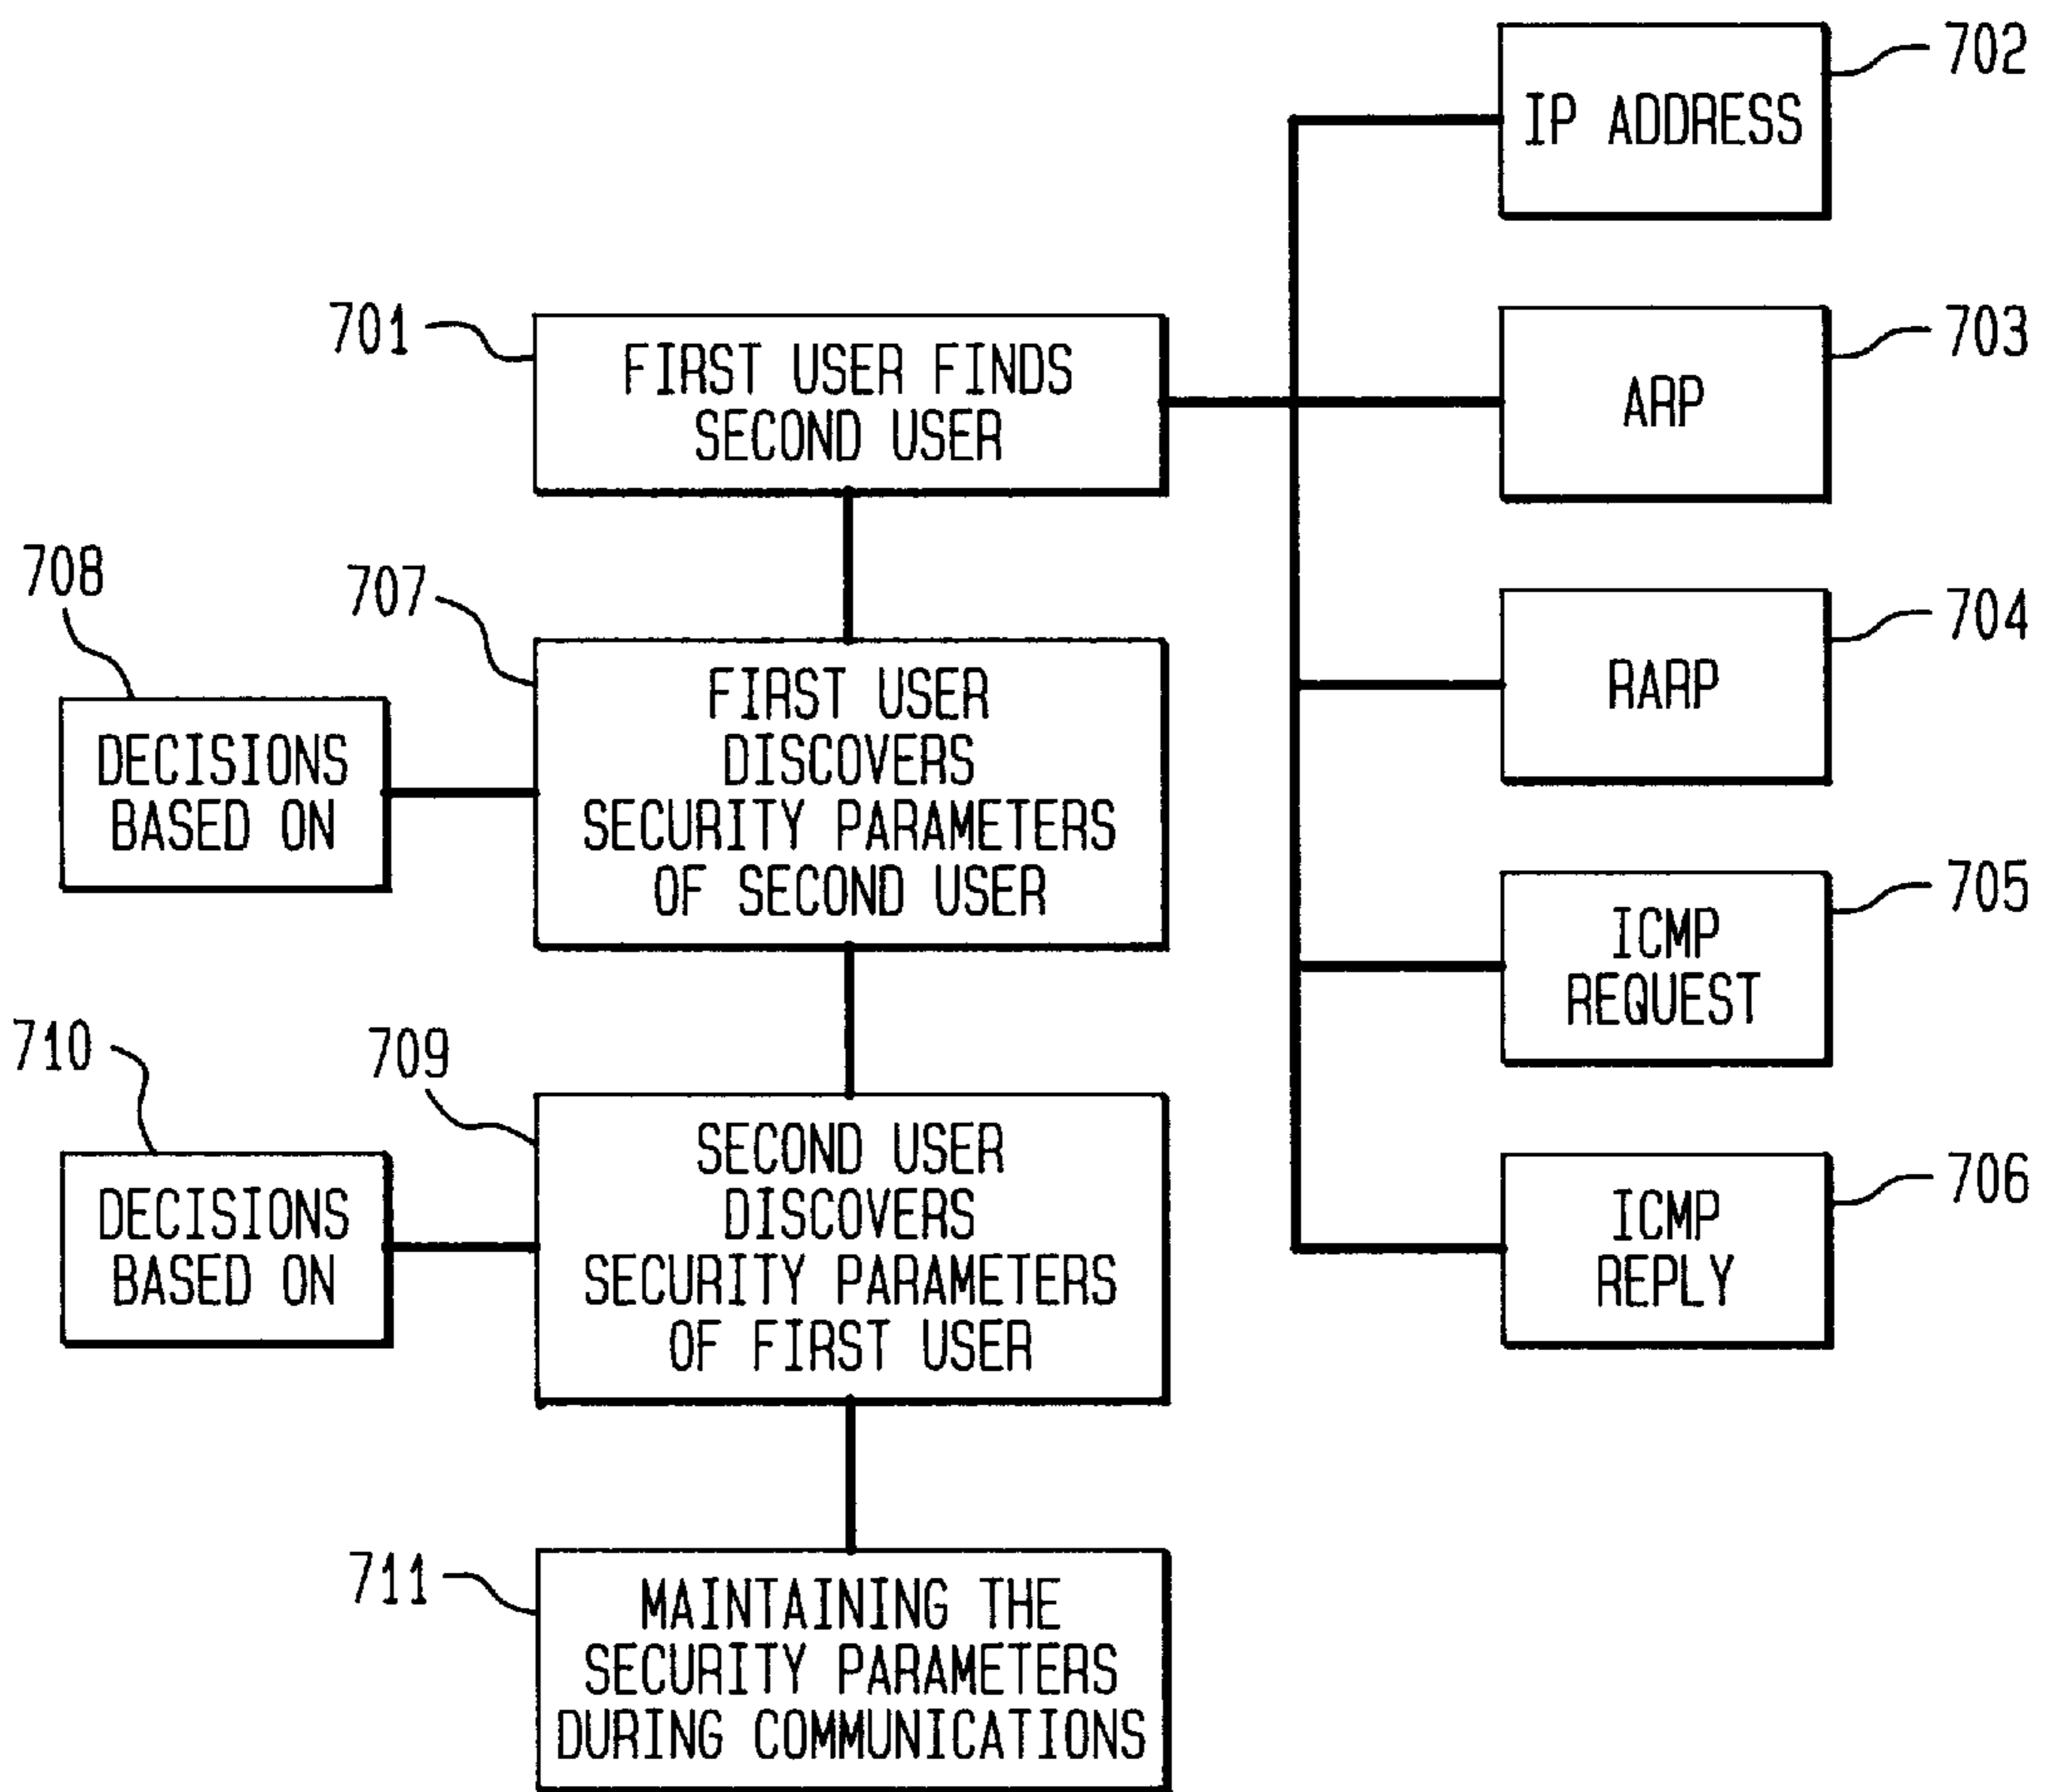 702
IP ADDRESS
701
FIRST USER FINDS
SECOND USER
703
ARP
708
DECISIONS
BASED ON
707
FIRST USER
DISCOVERS
SECURITY PARAMETERS
OF SECOND USER
704
RARP
705
ICMP
REQUEST
710
DECISIONS
BASED ON
709
SECOND USER
DISCOVERS
SECURITY PARAMETERS
OF FIRST USER
706
ICMP
REPLY
711
MAINTAINING THE
SECURITY PARAMETERS
DURING COMMUNICATIONS